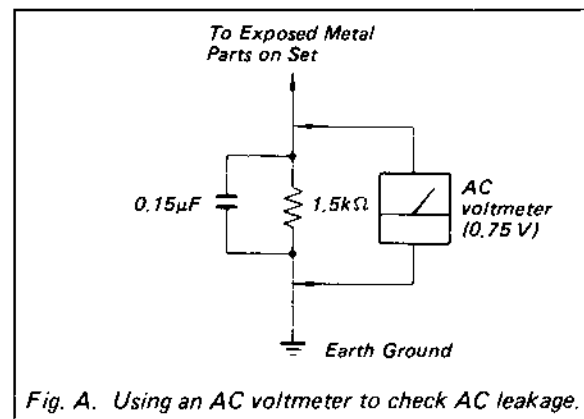 To Exposed Metal
Parts on Set
0.15μF
1.5kΩ
AC
voltmeter
(0.75 V)
Earth Ground
Fig. A. Using an AC voltmeter to check AC leakage.